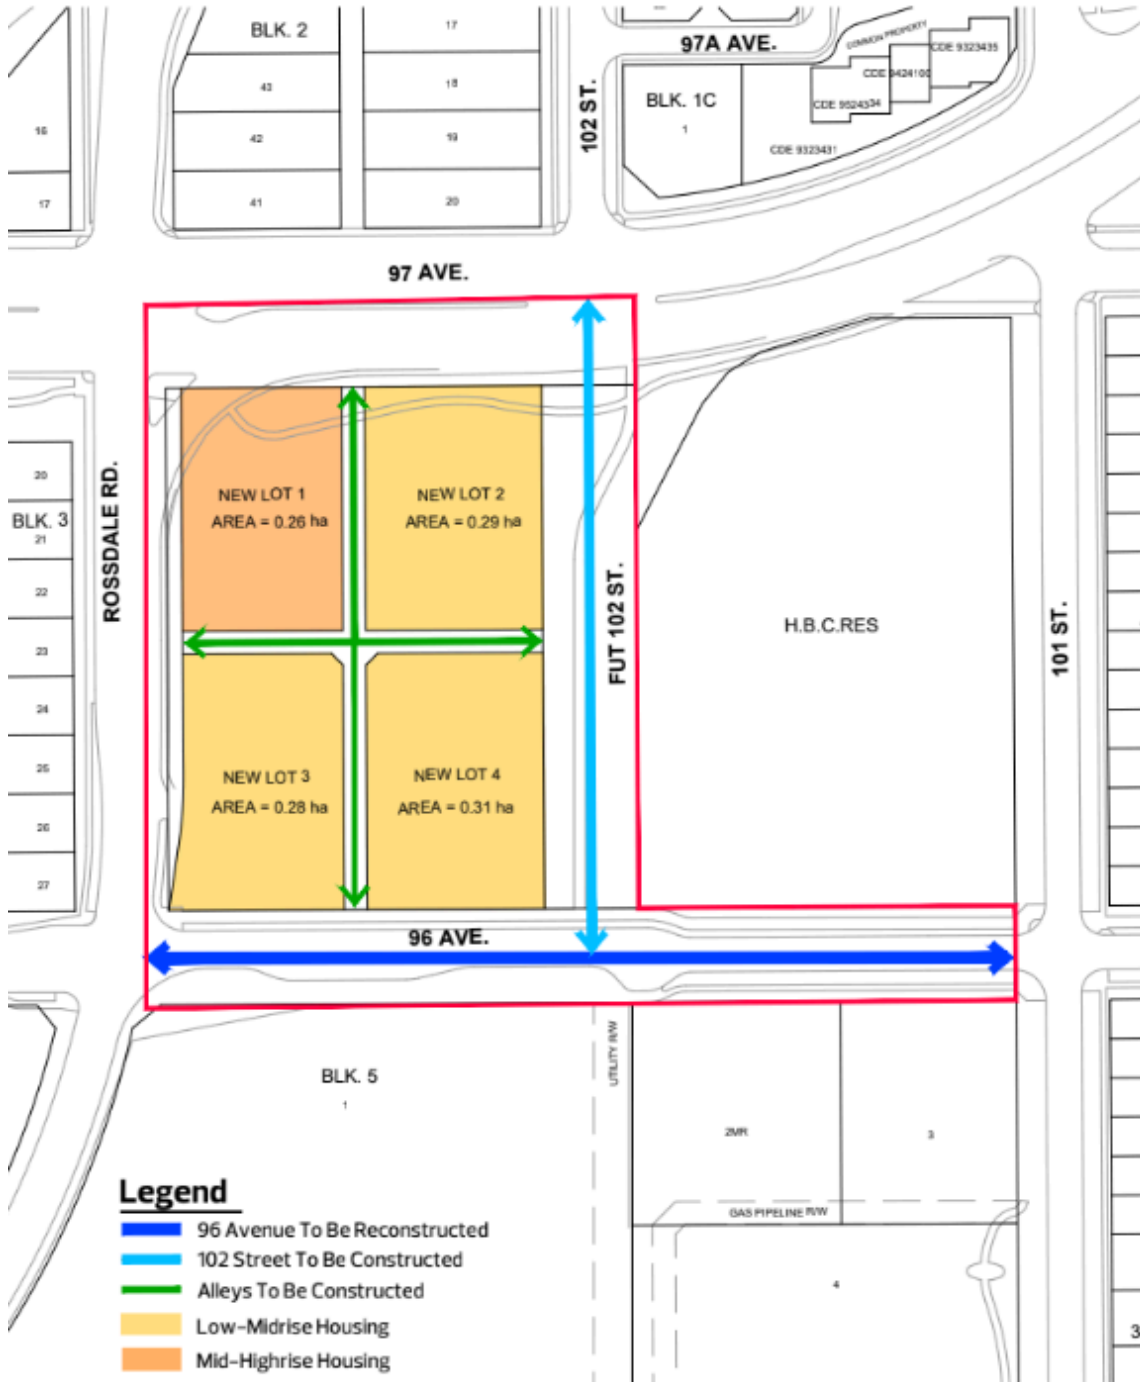 BLK. 2
43
42
41
17
18
19
20
102 ST.
97A AVE.
BLK. 1C
1
COMMON PROPERTY
CDE 9323435
CDE 9424100
CDE 9524334
CDE 9323431
16
17
97 AVE.
ROSSDALE RD.
20
BLK. 3
21
22
23
24
25
26
27
NEW LOT 1
AREA = 0.26 ha
NEW LOT 2
AREA = 0.29 ha
NEW LOT 3
AREA = 0.28 ha
NEW LOT 4
AREA = 0.31 ha
FUT 102 ST.
H.B.C.RES
101 ST.
96 AVE.
BLK. 5
1
UTILITY R/W
2MR
3
GAS PIPELINE R/W
4
3
Legend
96 Avenue To Be Reconstructed
102 Street To Be Constructed
Alleys To Be Constructed
Low-Midrise Housing
Mid-Highrise Housing